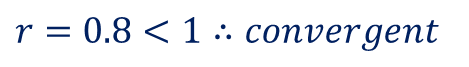 r = 0.8 < 1 ∴ convergent